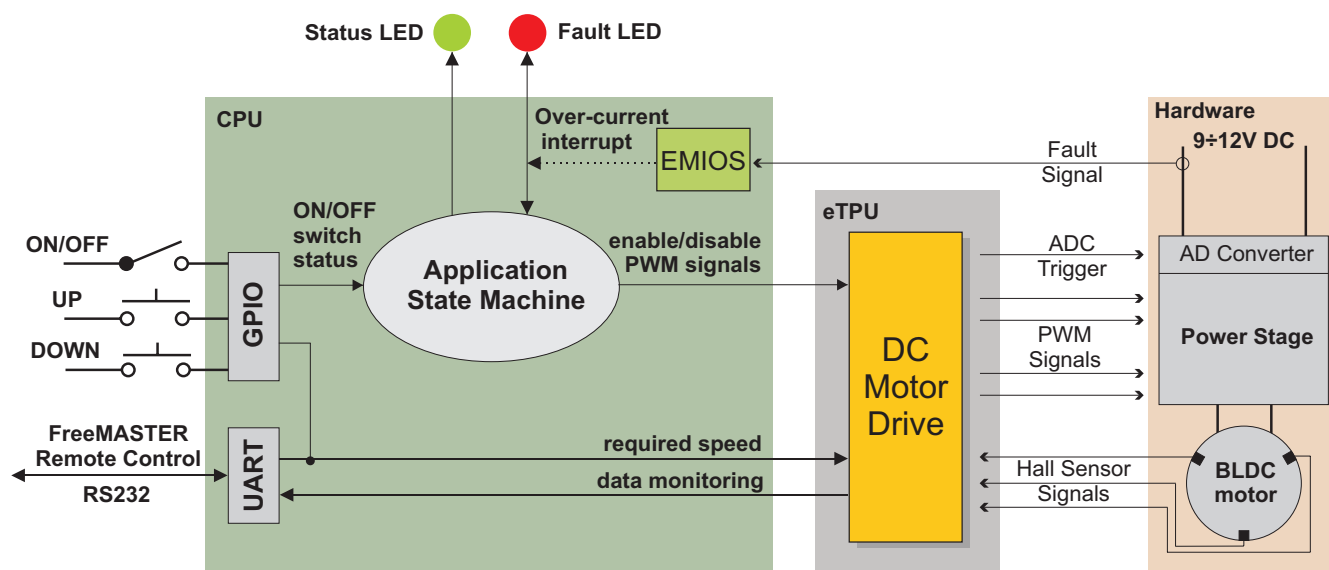 Status LED
Fault LED
CPU
Over-current
interrupt
EMIOS
Fault
Signal
Hardware
9÷12V DC
eTPU
ON/OFF
switch
status
ON/OFF
UP
DOWN
GPIO
Application
State Machine
enable/disable
PWM signals
DC
Motor
Drive
ADC
Trigger
PWM
Signals
AD Converter
Power Stage
FreeMASTER
Remote Control
RS232
UART
required speed
data monitoring
Hall Sensor
Signals
BLDC
motor